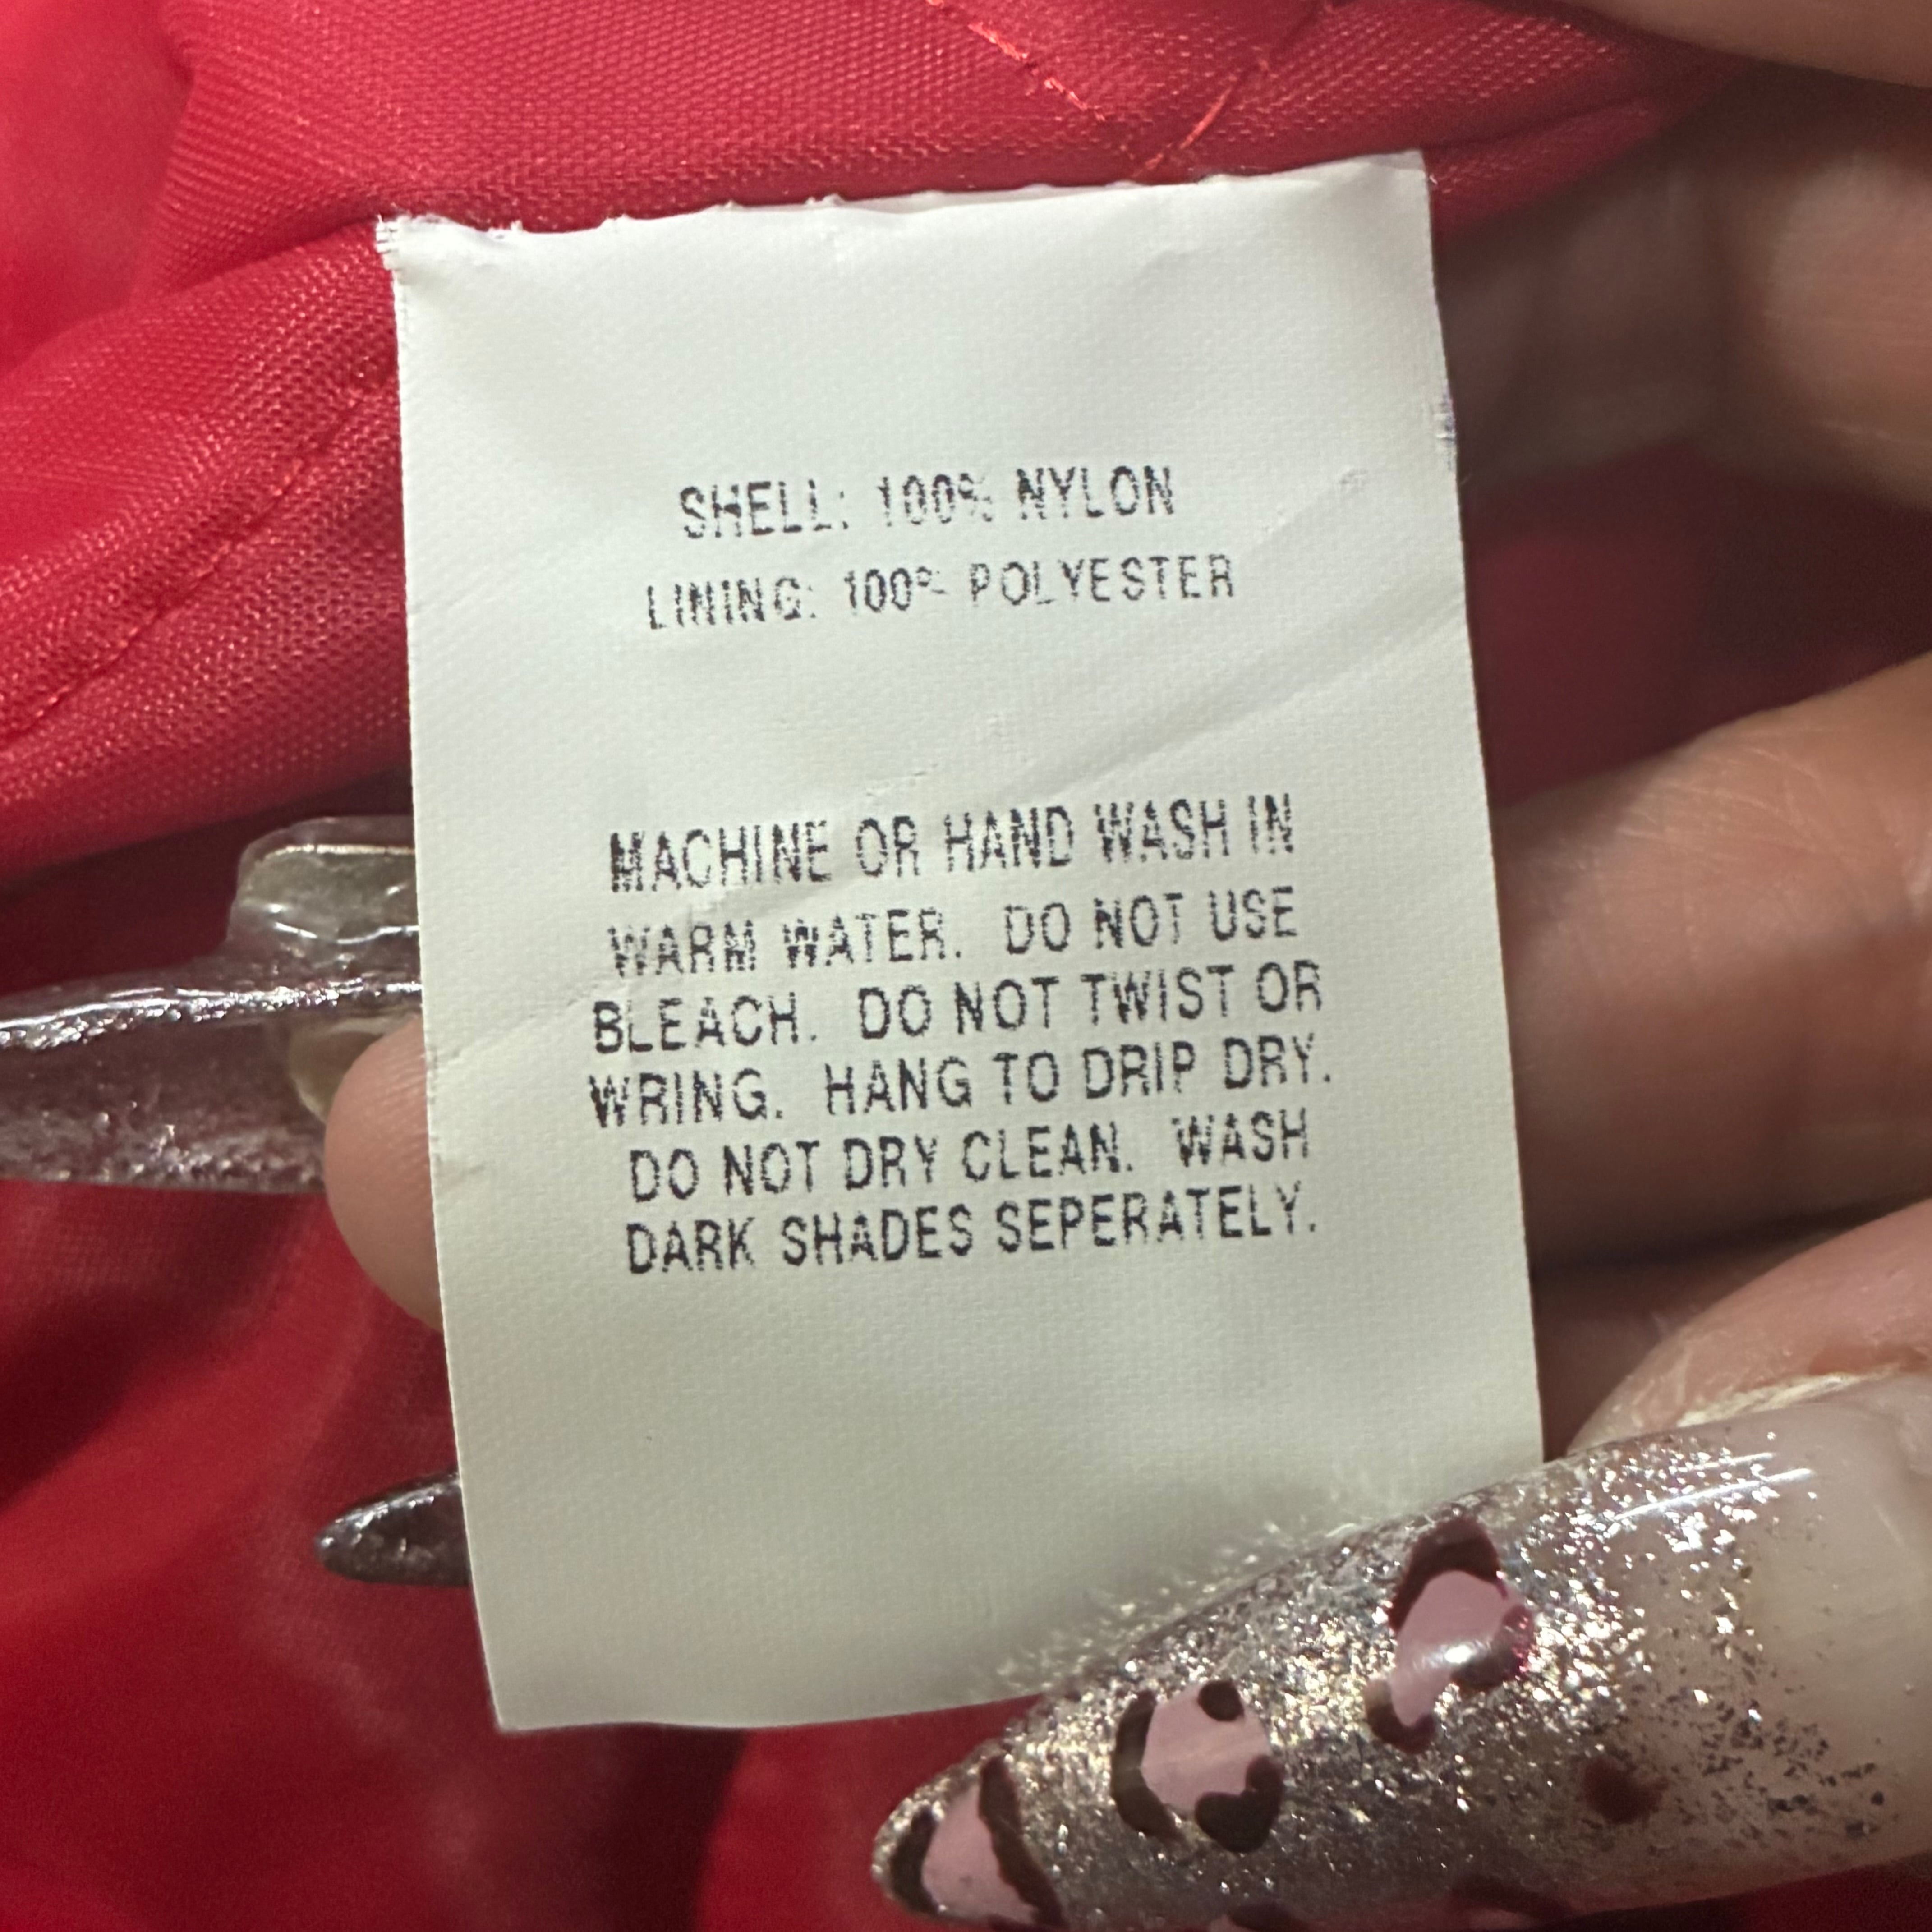 SHELL: 100% NYLON
LINING: 100% POLYESTER
MACHINE OR HAND WASH IN
WARM WATER. DO NOT USE
BLEACH. DO NOT TWIST OR
WRING. HANG TO DRIP DRY.
DO NOT DRY CLEAN. WASH
DARK SHADES SEPERATELY.